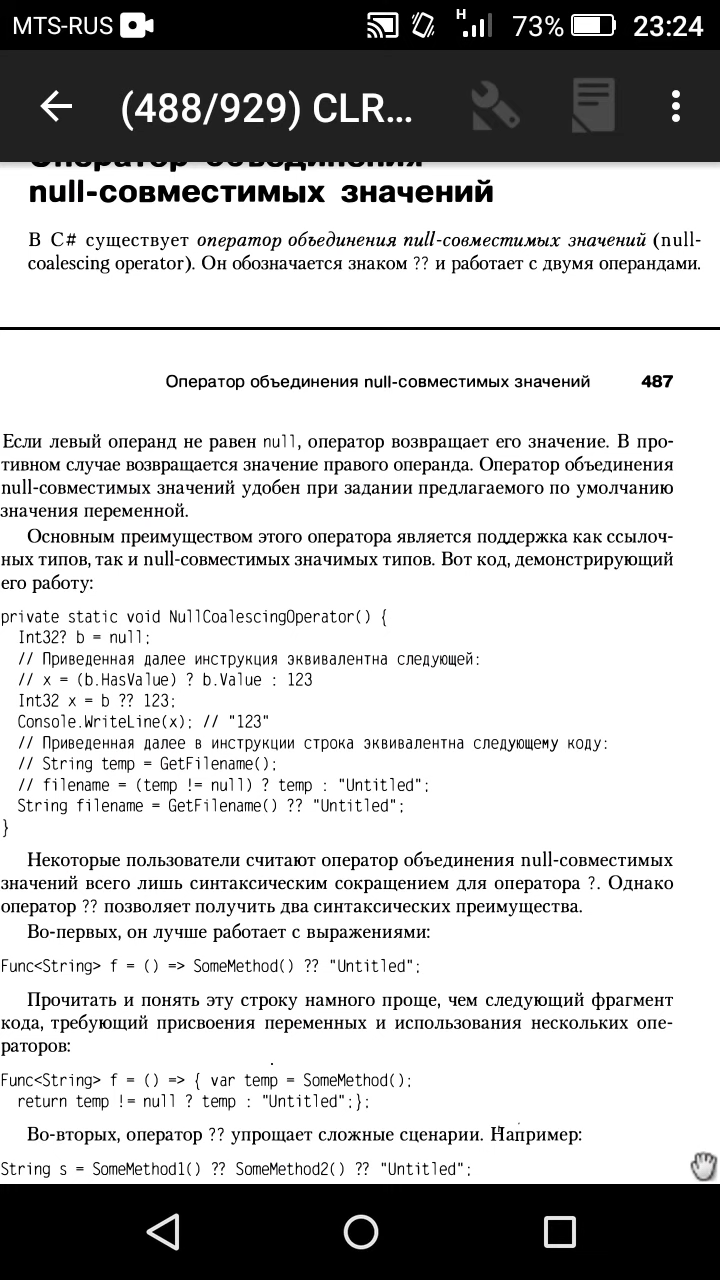 MTS-RUS
H
73%
23:24
(488/929) CLR...
Оператор объединения
null-совместимых значений
В C# существует оператор объединения null-совместимых значений (null-
coalescing operator). Он обозначается знаком ?? и работает с двумя операндами.
Оператор объединения null-совместимых значений 487
Если левый операнд не равен null, оператор возвращает его значение. В про-
тивном случае возвращается значение правого операнда. Оператор объединения
null-совместимых значений удобен при задании предлагаемого по умолчанию
значения переменной.
Основным преимуществом этого оператора является поддержка как ссылоч-
ных типов, так и null-совместимых значимых типов. Вот код, демонстрирующий
его работу:
private static void NullCoalescingOperator() {
Int32? b = null;
// Приведенная далее инструкция эквивалентна следующей:
// x = (b.HasValue) ? b.Value : 123
Int32 x = b ?? 123;
Console.WriteLine(x); // "123"
// Приведенная далее в инструкции строка эквивалентна следующему коду:
// String temp = GetFilename();
// filename = (temp != null) ? temp : "Untitled";
String filename = GetFilename() ?? "Untitled";
}
Некоторые пользователи считают оператор объединения null-совместимых
значений всего лишь синтаксическим сокращением для оператора ?. Однако
оператор ?? позволяет получить два синтаксических преимущества.
Во-первых, он лучше работает с выражениями:
Func<String> f = () => SomeMethod() ?? "Untitled";
Прочитать и понять эту строку намного проще, чем следующий фрагмент
кода, требующий присвоения переменных и использования нескольких опе-
раторов:
Func<String> f = () => { var temp = SomeMethod();
return temp != null ? temp : "Untitled";};
Во-вторых, оператор ?? упрощает сложные сценарии. Например:
String s = SomeMethod1() ?? SomeMethod2() ?? "Untitled";